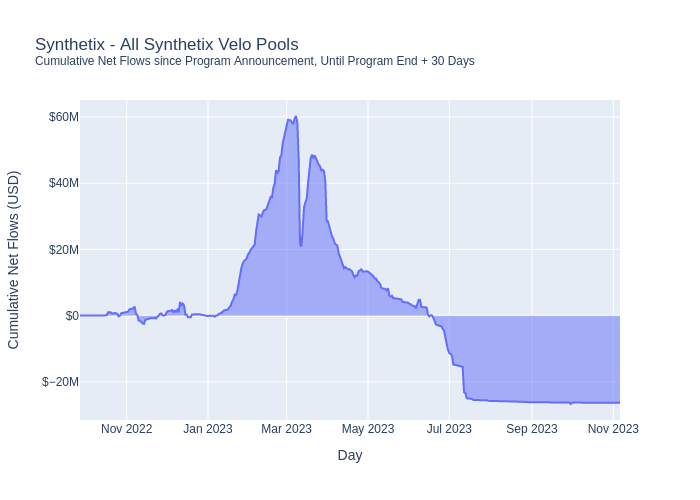 Synthetix - All Synthetix Velo Pools
Cumulative Net Flows since Program Announcement, Until Program End + 30 Days
Cumulative Net Flows (USD)
$60M
$40M
$20M
$0
$−20M
Nov 2022
Jan 2023
Mar 2023
May 2023
Jul 2023
Sep 2023
Nov 2023
Day